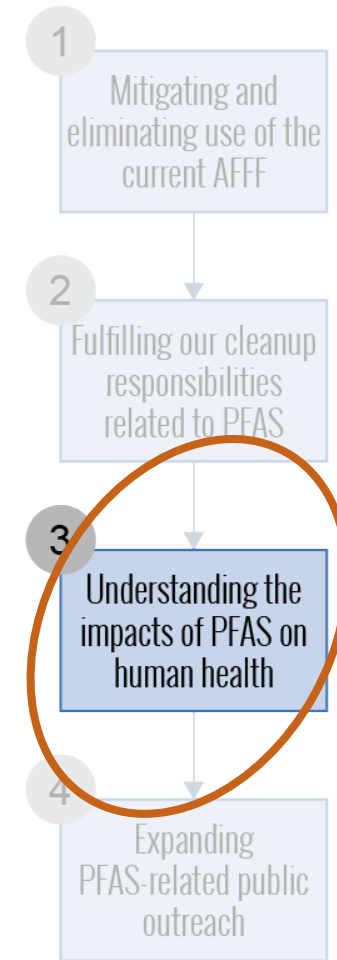 1
Mitigating and
eliminating use of the
current AFFF
2
Fulfilling our cleanup
responsibilities
related to PFAS
3
Understanding the
impacts of PFAS on
human health
4
Expanding
PFAS-related public
outreach